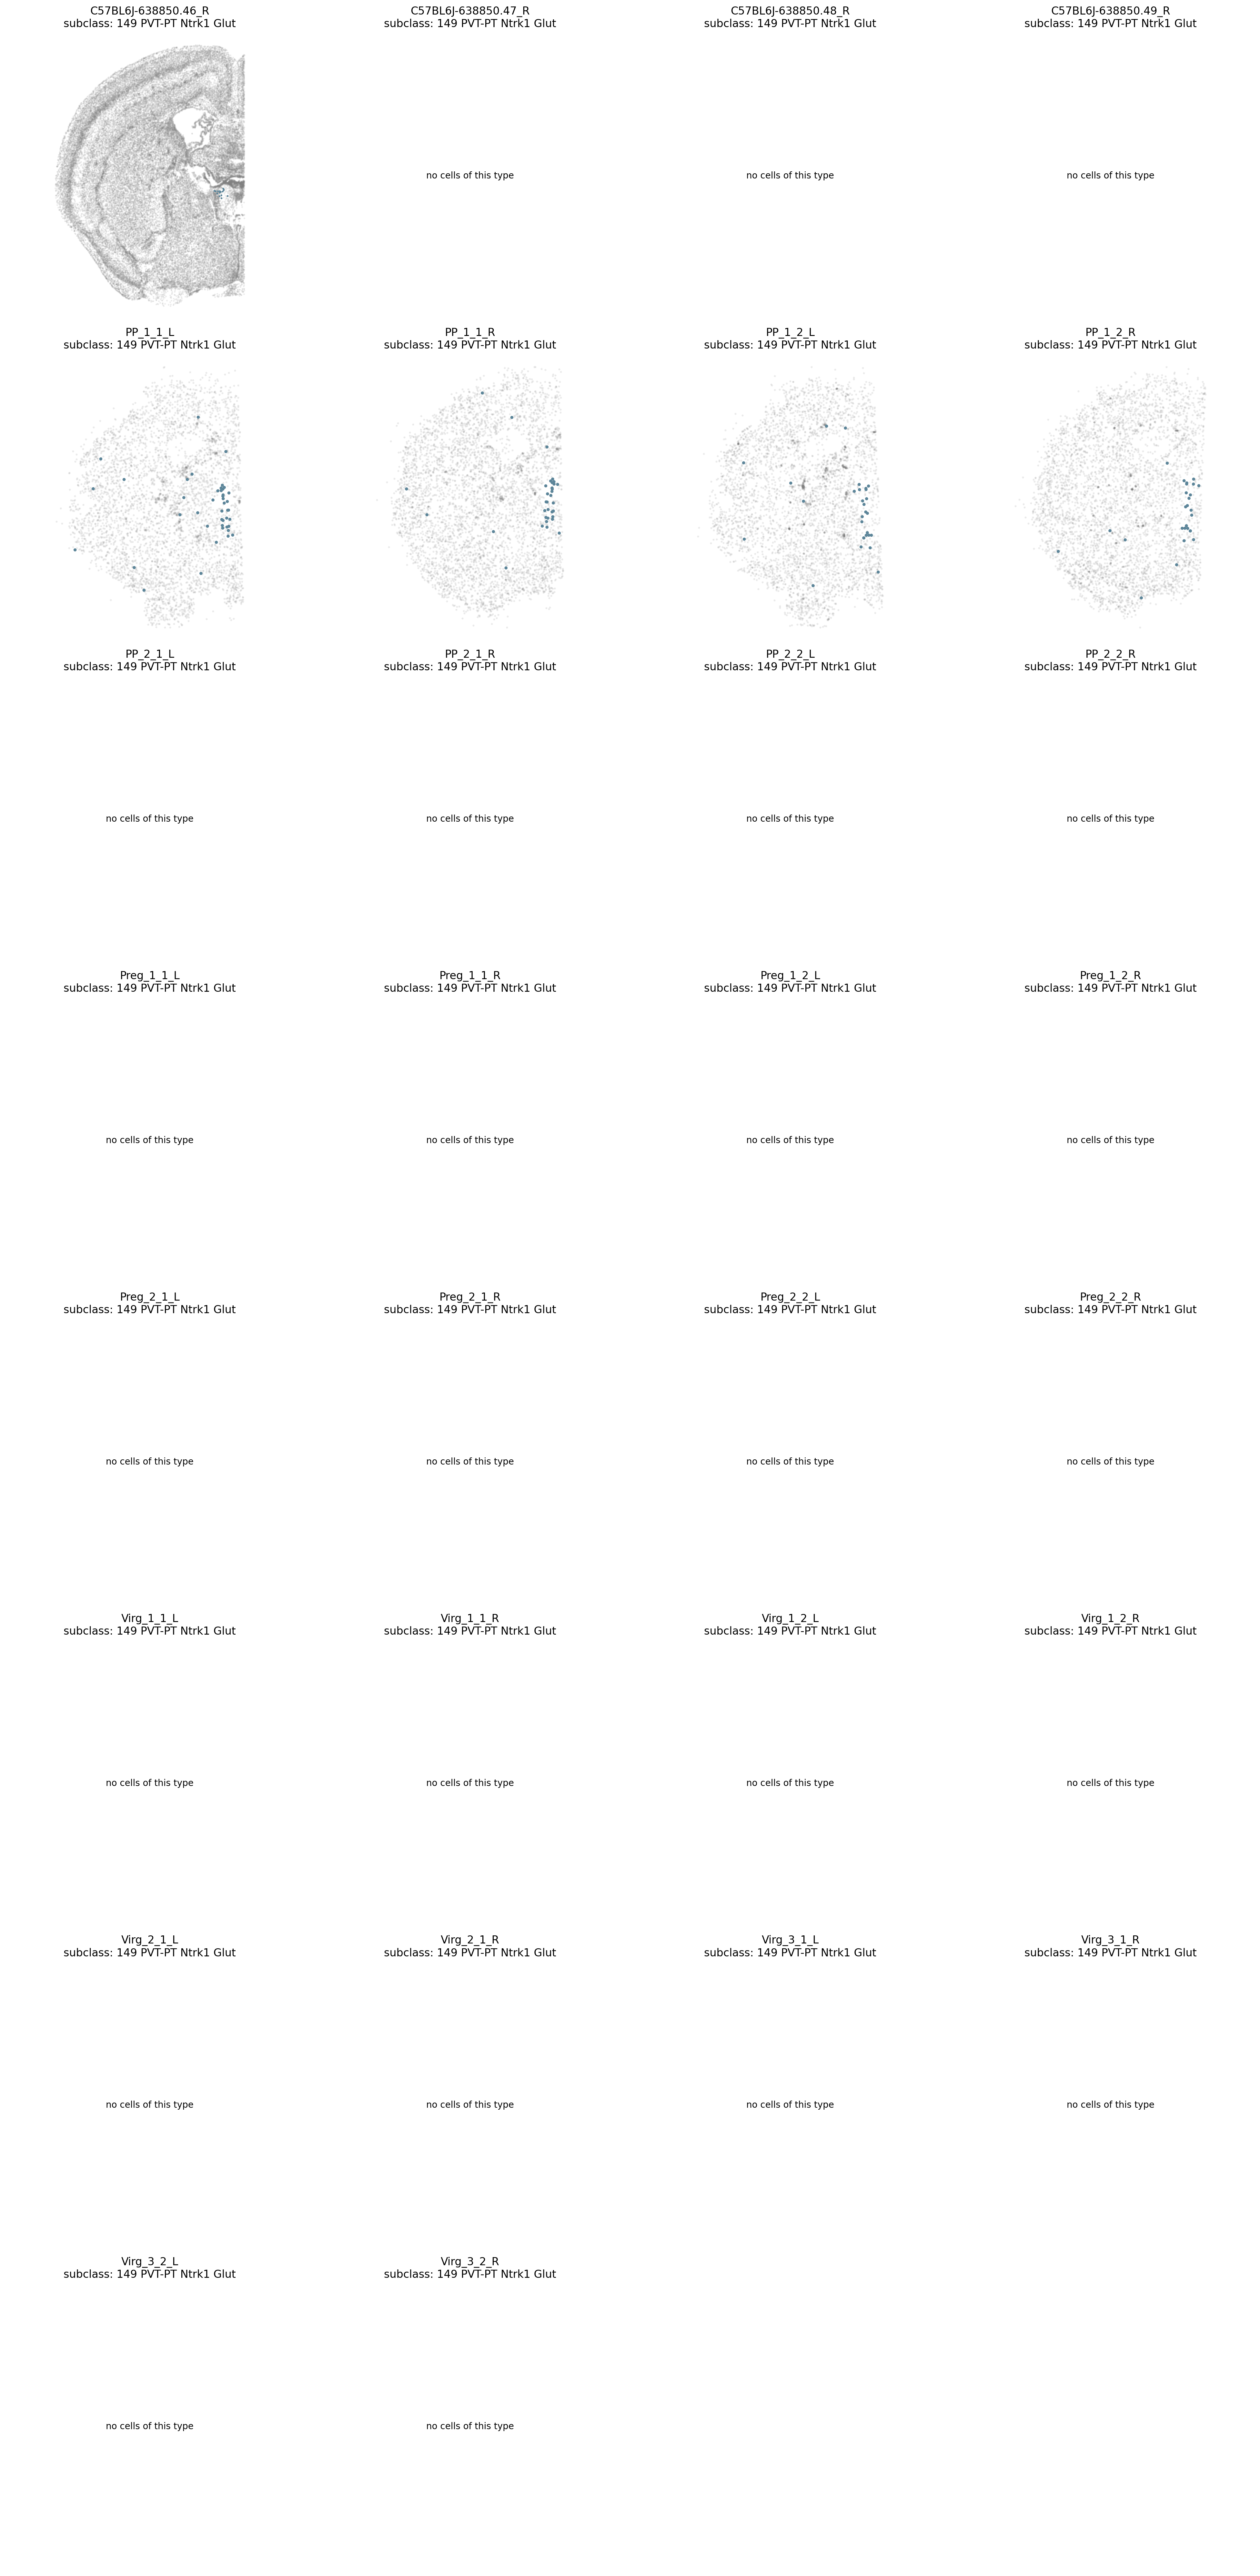 C57BL6J-638850.46_R
subclass: 149 PVT-PT Ntrk1 Glut
C57BL6J-638850.47_R
subclass: 149 PVT-PT Ntrk1 Glut
C57BL6J-638850.48_R
subclass: 149 PVT-PT Ntrk1 Glut
C57BL6J-638850.49_R
subclass: 149 PVT-PT Ntrk1 Glut
no cells of this type
no cells of this type
no cells of this type
PP_1_1_L
subclass: 149 PVT-PT Ntrk1 Glut
PP_1_1_R
subclass: 149 PVT-PT Ntrk1 Glut
PP_1_2_L
subclass: 149 PVT-PT Ntrk1 Glut
PP_1_2_R
subclass: 149 PVT-PT Ntrk1 Glut
PP_2_1_L
subclass: 149 PVT-PT Ntrk1 Glut
PP_2_1_R
subclass: 149 PVT-PT Ntrk1 Glut
PP_2_2_L
subclass: 149 PVT-PT Ntrk1 Glut
PP_2_2_R
subclass: 149 PVT-PT Ntrk1 Glut
no cells of this type
no cells of this type
no cells of this type
no cells of this type
Preg_1_1_L
subclass: 149 PVT-PT Ntrk1 Glut
Preg_1_1_R
subclass: 149 PVT-PT Ntrk1 Glut
Preg_1_2_L
subclass: 149 PVT-PT Ntrk1 Glut
Preg_1_2_R
subclass: 149 PVT-PT Ntrk1 Glut
no cells of this type
no cells of this type
no cells of this type
no cells of this type
Preg_2_1_L
subclass: 149 PVT-PT Ntrk1 Glut
Preg_2_1_R
subclass: 149 PVT-PT Ntrk1 Glut
Preg_2_2_L
subclass: 149 PVT-PT Ntrk1 Glut
Preg_2_2_R
subclass: 149 PVT-PT Ntrk1 Glut
no cells of this type
no cells of this type
no cells of this type
no cells of this type
Virg_1_1_L
subclass: 149 PVT-PT Ntrk1 Glut
Virg_1_1_R
subclass: 149 PVT-PT Ntrk1 Glut
Virg_1_2_L
subclass: 149 PVT-PT Ntrk1 Glut
Virg_1_2_R
subclass: 149 PVT-PT Ntrk1 Glut
no cells of this type
no cells of this type
no cells of this type
no cells of this type
Virg_2_1_L
subclass: 149 PVT-PT Ntrk1 Glut
Virg_2_1_R
subclass: 149 PVT-PT Ntrk1 Glut
Virg_3_1_L
subclass: 149 PVT-PT Ntrk1 Glut
Virg_3_1_R
subclass: 149 PVT-PT Ntrk1 Glut
no cells of this type
no cells of this type
no cells of this type
no cells of this type
Virg_3_2_L
subclass: 149 PVT-PT Ntrk1 Glut
Virg_3_2_R
subclass: 149 PVT-PT Ntrk1 Glut
no cells of this type
no cells of this type